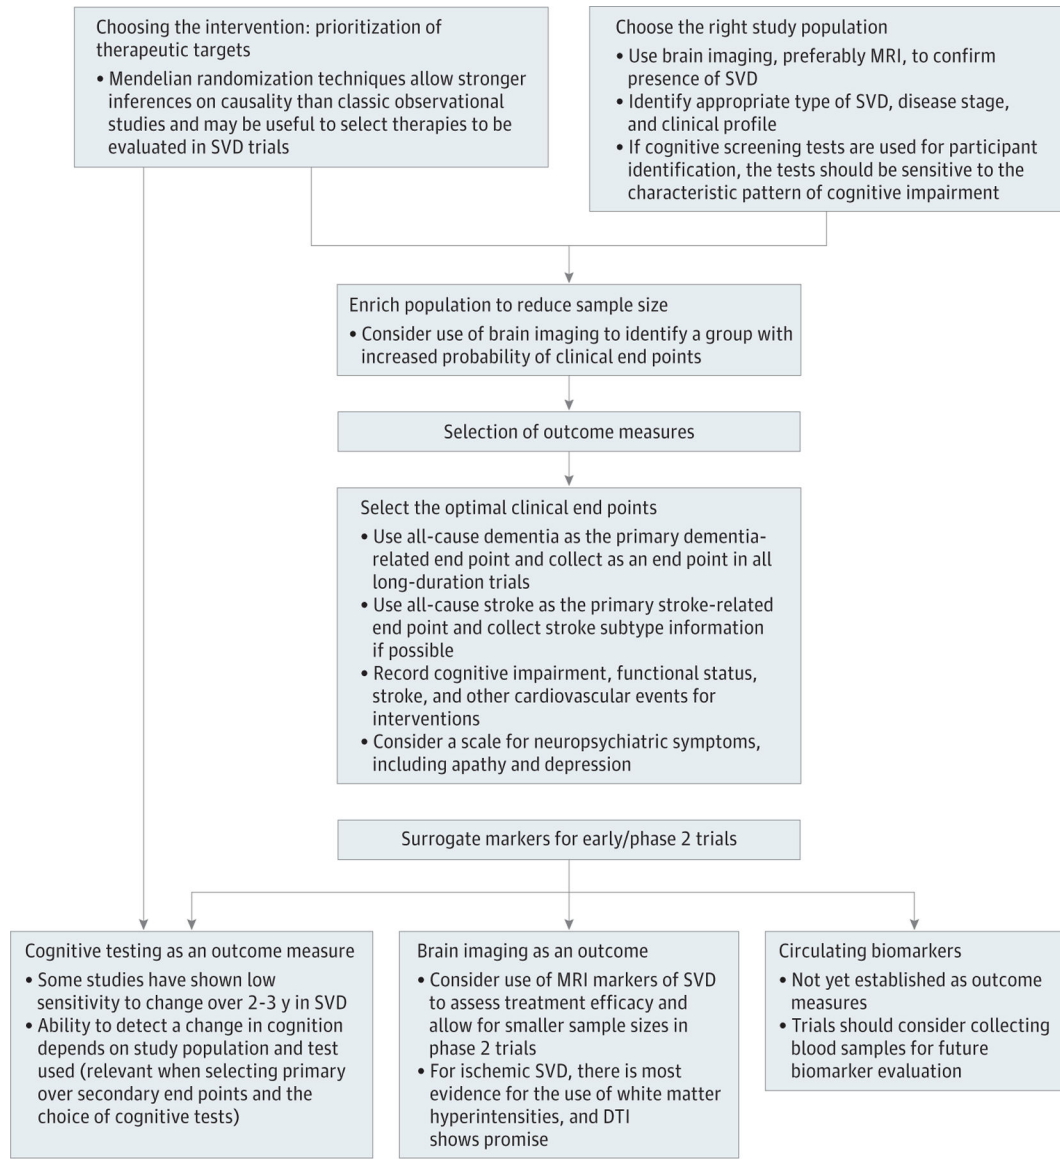 Choosing the intervention: prioritization of
therapeutic targets
• Mendelian randomization techniques allow stronger
inferences on causality than classic observational
studies and may be useful to select therapies to be
evaluated in SVD trials
Choose the right study population
• Use brain imaging, preferably MRI, to confirm
presence of SVD
• Identify appropriate type of SVD, disease stage,
and clinical profile
• If cognitive screening tests are used for participant
identification, the tests should be sensitive to the
characteristic pattern of cognitive impairment
Enrich population to reduce sample size
• Consider use of brain imaging to identify a group with
increased probability of clinical end points
Selection of outcome measures
Select the optimal clinical end points
• Use all-cause dementia as the primary dementia-
related end point and collect as an end point in all
long-duration trials
• Use all-cause stroke as the primary stroke-related
end point and collect stroke subtype information
if possible
• Record cognitive impairment, functional status,
stroke, and other cardiovascular events for
interventions
• Consider a scale for neuropsychiatric symptoms,
including apathy and depression
Surrogate markers for early/phase 2 trials
Cognitive testing as an outcome measure
• Some studies have shown low
sensitivity to change over 2-3 y in SVD
• Ability to detect a change in cognition
depends on study population and test
used (relevant when selecting primary
over secondary end points and the
choice of cognitive tests)
Brain imaging as an outcome
• Consider use of MRI markers of SVD
to assess treatment efficacy and
allow for smaller sample sizes in
phase 2 trials
• For ischemic SVD, there is most
evidence for the use of white matter
hyperintensities, and DTI
shows promise
Circulating biomarkers
• Not yet established as outcome
measures
• Trials should consider collecting
blood samples for future
biomarker evaluation